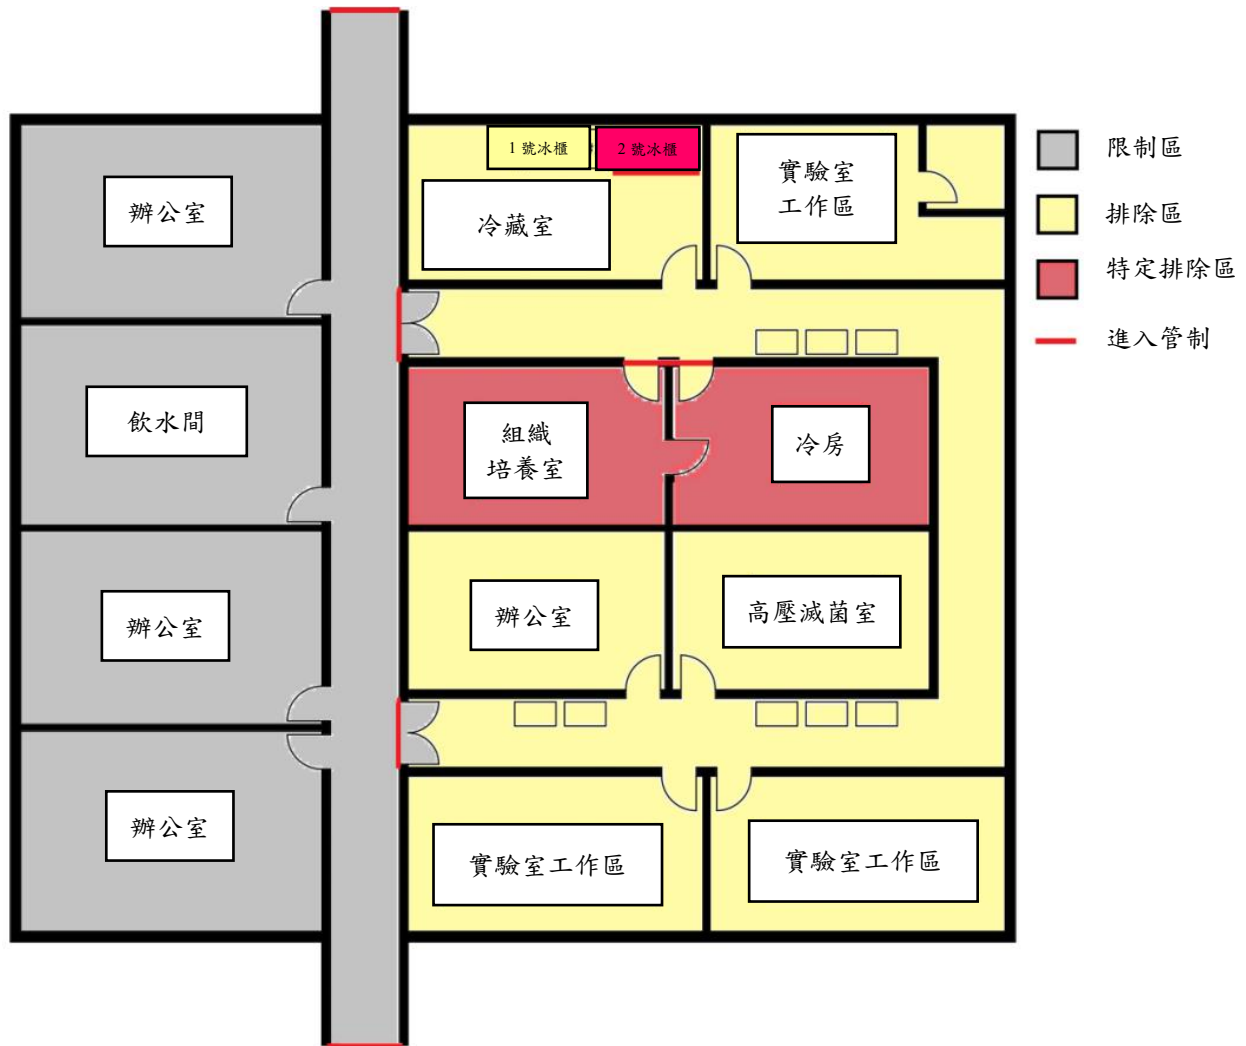 1 號冰櫃
2 號冰櫃
限制區
實驗室
工作區
辦公室
冷藏室
排除區
特定排除區
進入管制
飲水間
組織
培養室
冷房
辦公室
辦公室
高壓滅菌室
辦公室
實驗室工作區
實驗室工作區